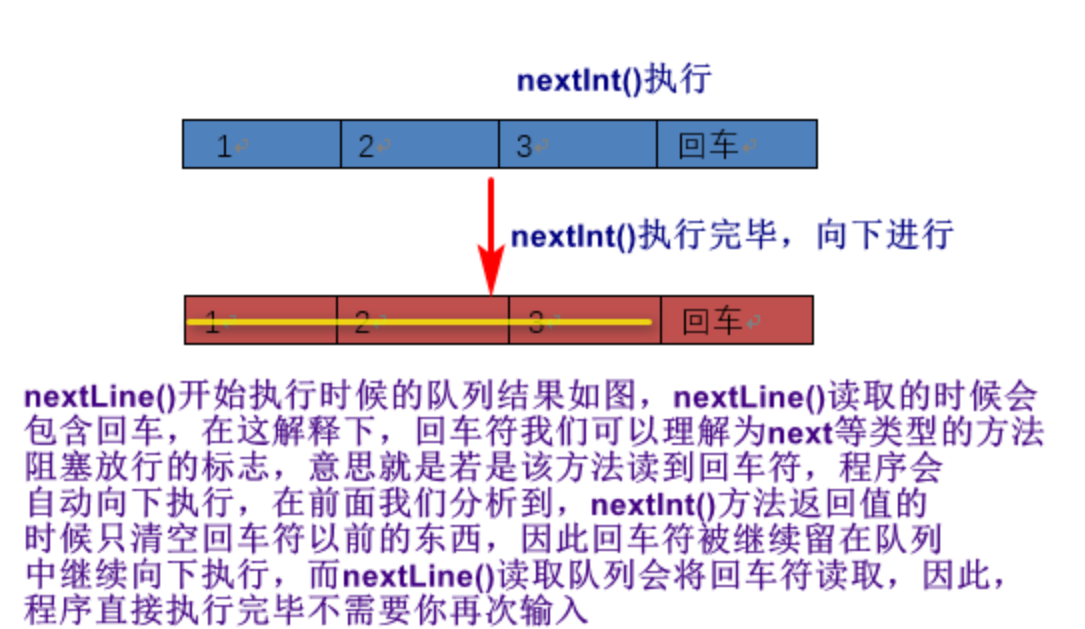 nextInt()执行
1 2 3 回车
nextInt()执行完毕，向下进行
1 2 3 回车
nextLine()开始执行时候的队列结果如图，nextLine()读取的时候会
包含回车，在这解释下，回车符我们可以理解为next等类型的方法
阻塞放行的标志，意思就是若是该方法读到回车符，程序会
自动向下执行，在前面我们分析到，nextInt()方法返回值的
时候只清空回车符以前的东西，因此回车符被继续留在队列
中继续向下执行，而nextLine()读取队列会将回车符读取，因此，
程序直接执行完毕不需要你再次输入